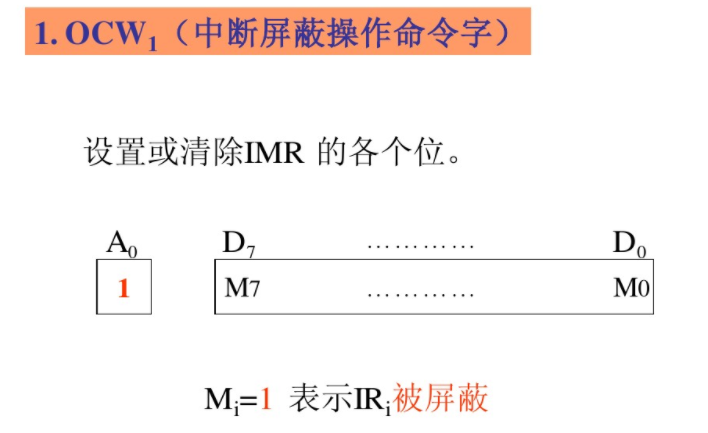 1. OCW₁（中断屏蔽操作命令字）
设置或清除IMR 的各个位。
A₀ D₇ ………… D₀
1 M7 ………… M0
Mᵢ=1 表示IRᵢ被屏蔽